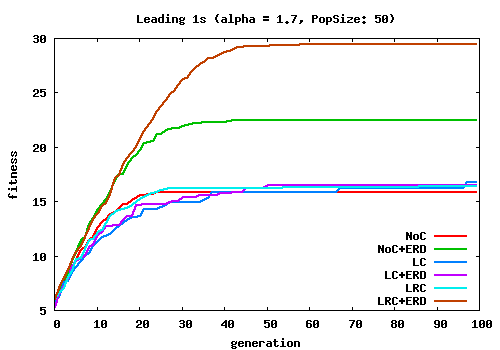 Leading 1s (alpha = 1.7, PopSize: 50)
30
25
20
15
10
5
fitness
NoC
NoC+ERD
LC
LC+ERD
LRC
LRC+ERD
0 10 20 30 40 50 60 70 80 90 100
generation